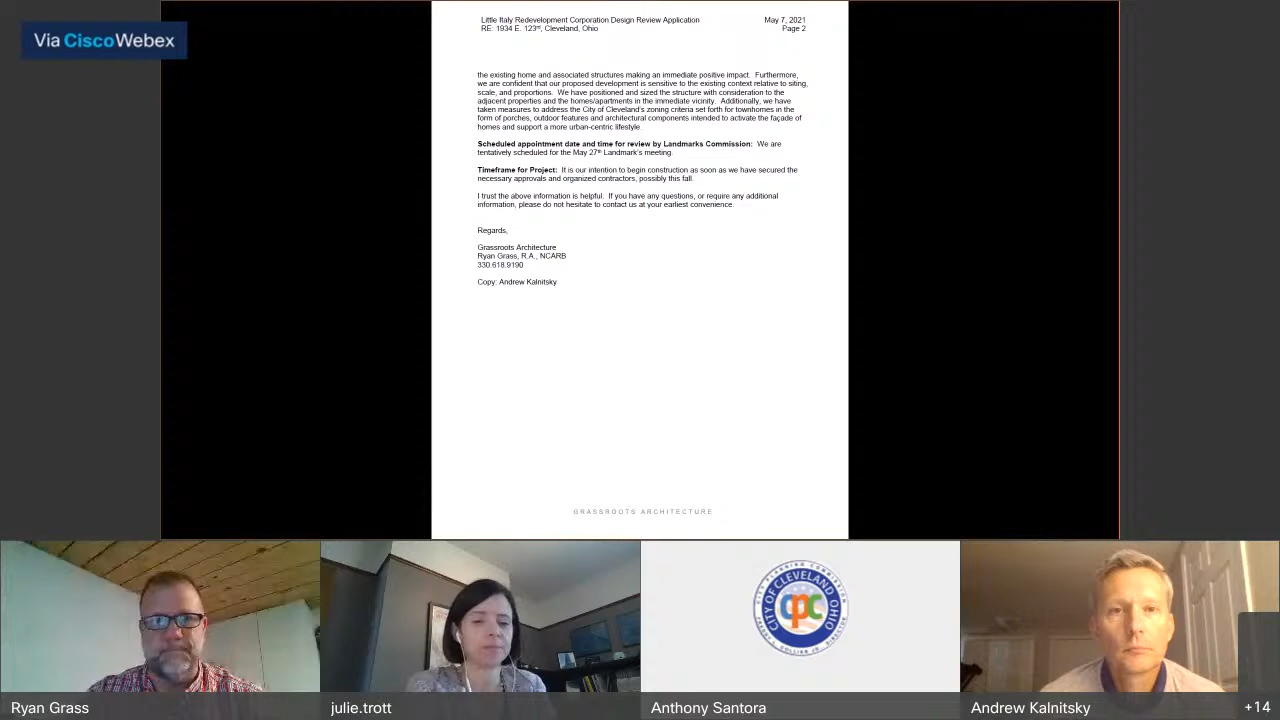 Via Cisco Webex
Little Italy Redevelopment Corporation Design Review Application May 7, 2021
RE: 1934 E. 123rd, Cleveland, Ohio Page 2
the existing home and associated structures making an immediate positive impact. Furthermore,
we are confident that our proposed development is sensitive to the existing context relative to siting,
scale, and proportions. We have positioned and sized the structure with consideration to the
adjacent properties and the homes/apartments in the immediate vicinity. Additionally, we have
taken measures to address the City of Cleveland's zoning criteria set forth for townhomes in the
form of porches, outdoor features and architectural components intended to activate the façade of
homes and support a more urban-centric lifestyle.
Scheduled appointment date and time for review by Landmarks Commission: We are
tentatively scheduled for the May 27th Landmark's meeting.
Timeframe for Project: It is our intention to begin construction as soon as we have secured the
necessary approvals and organized contractors, possibly this fall.
I trust the above information is helpful. If you have any questions, or require any additional
information, please do not hesitate to contact us at your earliest convenience.
Regards,
Grassroots Architecture
Ryan Grass, R.A., NCARB
330.618.9190
Copy: Andrew Kalnitsky
GRASSROOTS ARCHITECTURE
CITY PLANNING COMMISSION
CITY OF CLEVELAND OHIO
cpc
Ryan Grass
julie.trott
Anthony Santora
Andrew Kalnitsky
+14